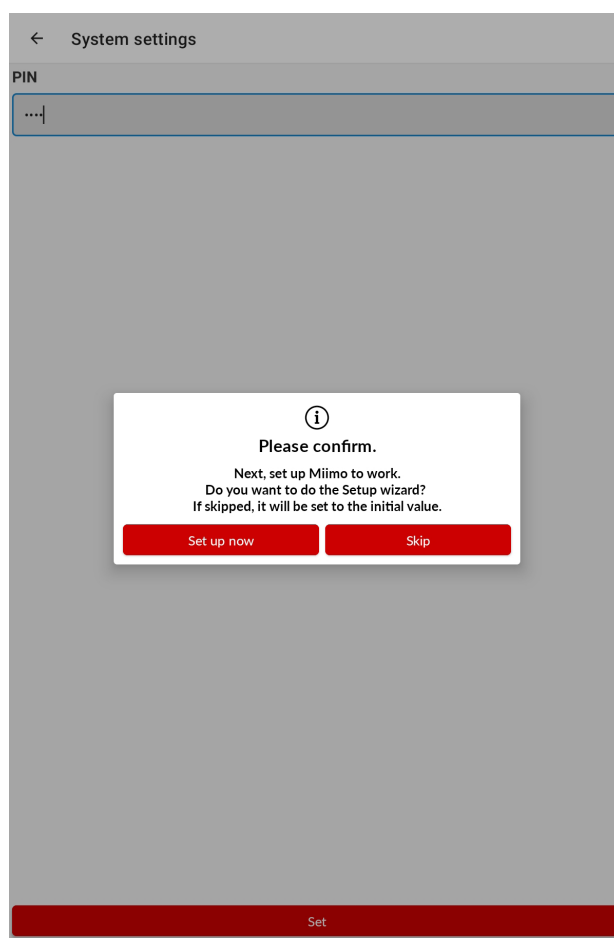 System settings
PIN
····
Please confirm.
Next, set up Miimo to work.
Do you want to do the Setup wizard?
If skipped, it will be set to the initial value.
Set up now
Skip
Set